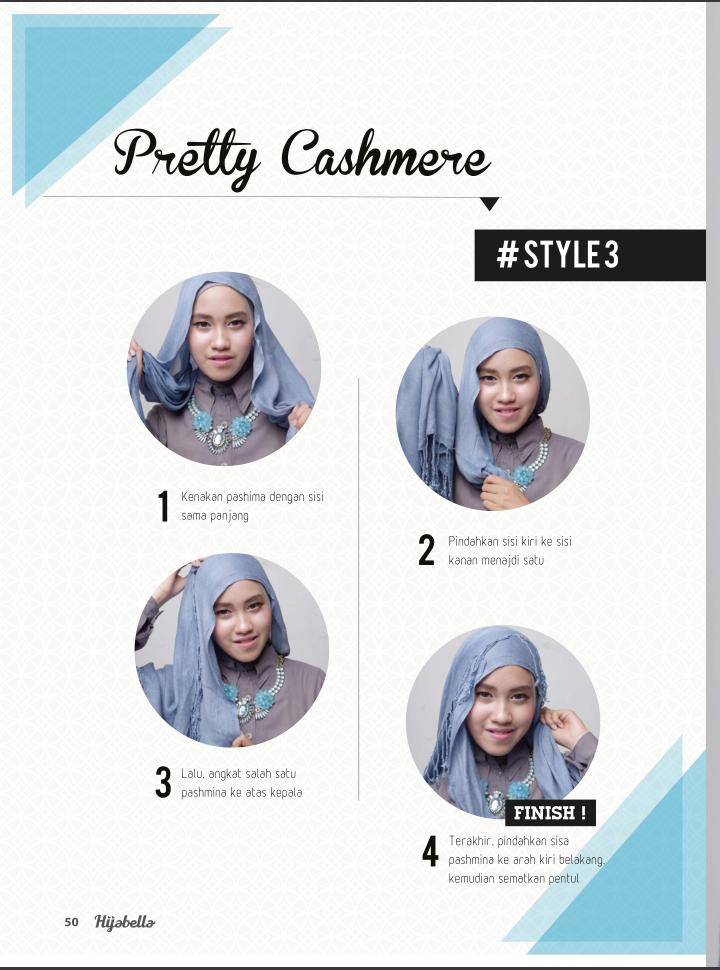 Pretty Cashmere
#STYLE3
1
Kenakan pashima dengan sisi
sama panjang
2
Pindahkan sisi kiri ke sisi
kanan menajdi satu
3
Lalu, angkat salah satu
pashmina ke atas kepala
FINISH !
4
Terakhir, pindahkan sisa
pashmina ke arah kiri belakang,
kemudian sematkan pentul
50 Hijabella